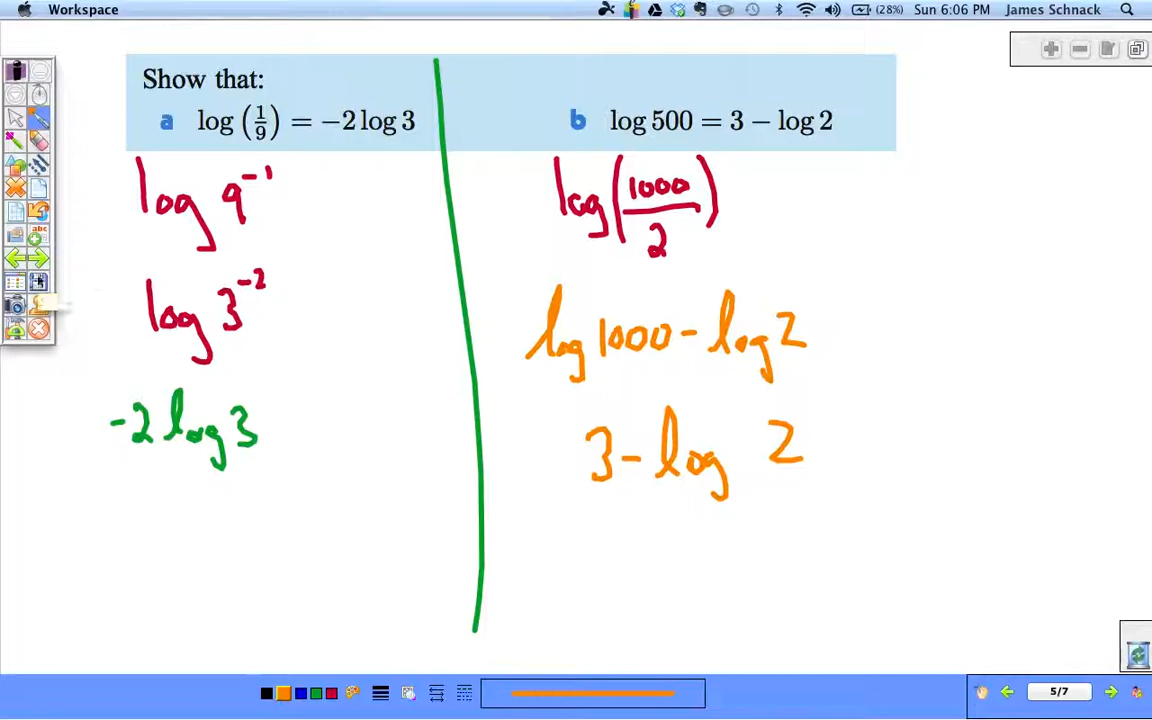 Workspace
(28%) Sun 6:06 PM James Schnack
Show that:
a log (1/9) = -2 log 3
b log 500 = 3 - log 2
log 9^-1
log 3^-2
-2 log 3
log(1000/2)
log 1000 - log 2
3 - log 2
abc
5/7